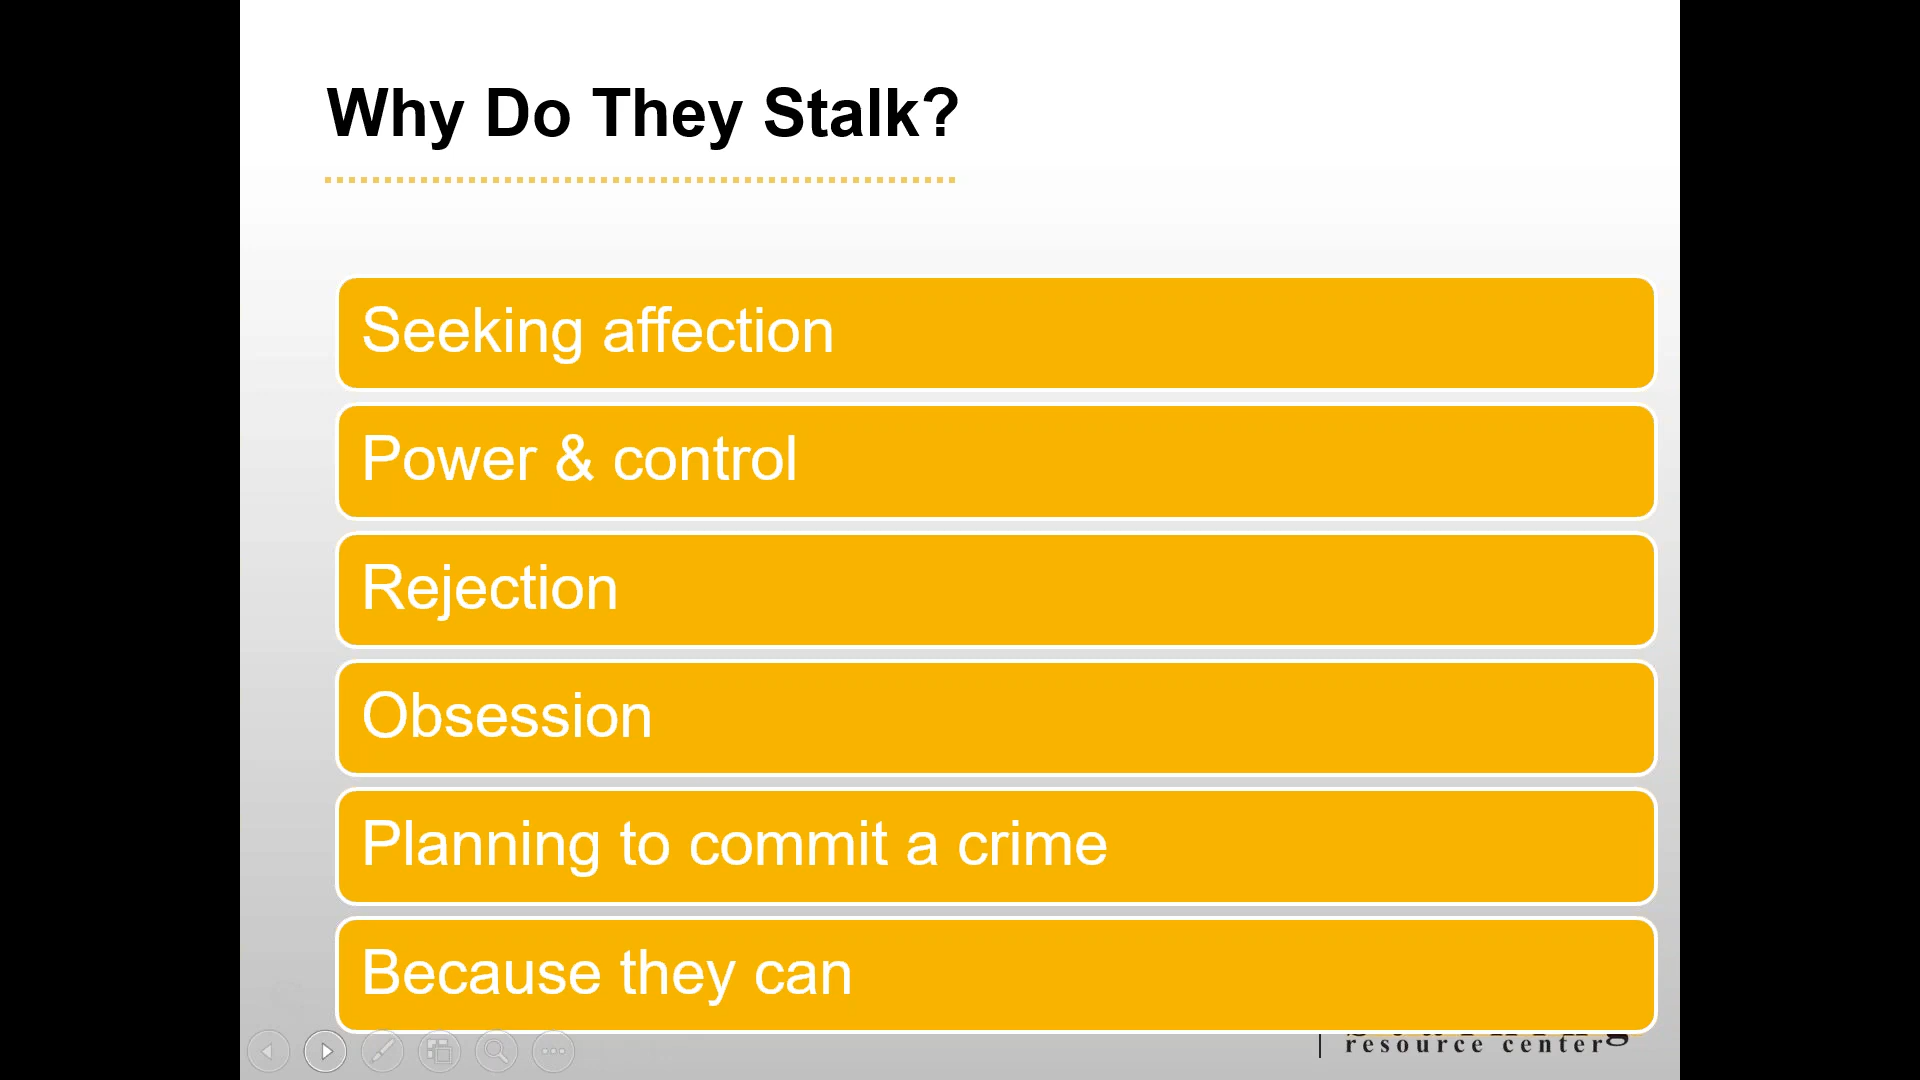 Why Do They Stalk?
Seeking affection
Power & control
Rejection
Obsession
Planning to commit a crime
Because they can
resource center